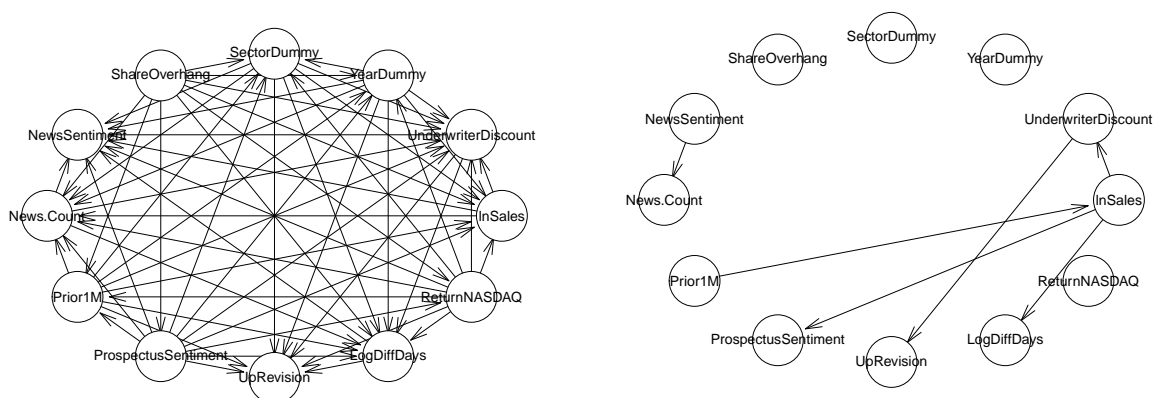 SectorDummy
ShareOverhang
YearDummy
NewsSentiment
UnderwriterDiscount
News.Count
lnSales
Prior1M
ReturnNASDAQ
ProspectusSentiment
LogDiffDays
UpRevision
SectorDummy
ShareOverhang
YearDummy
NewsSentiment
UnderwriterDiscount
News.Count
lnSales
Prior1M
ReturnNASDAQ
ProspectusSentiment
LogDiffDays
UpRevision